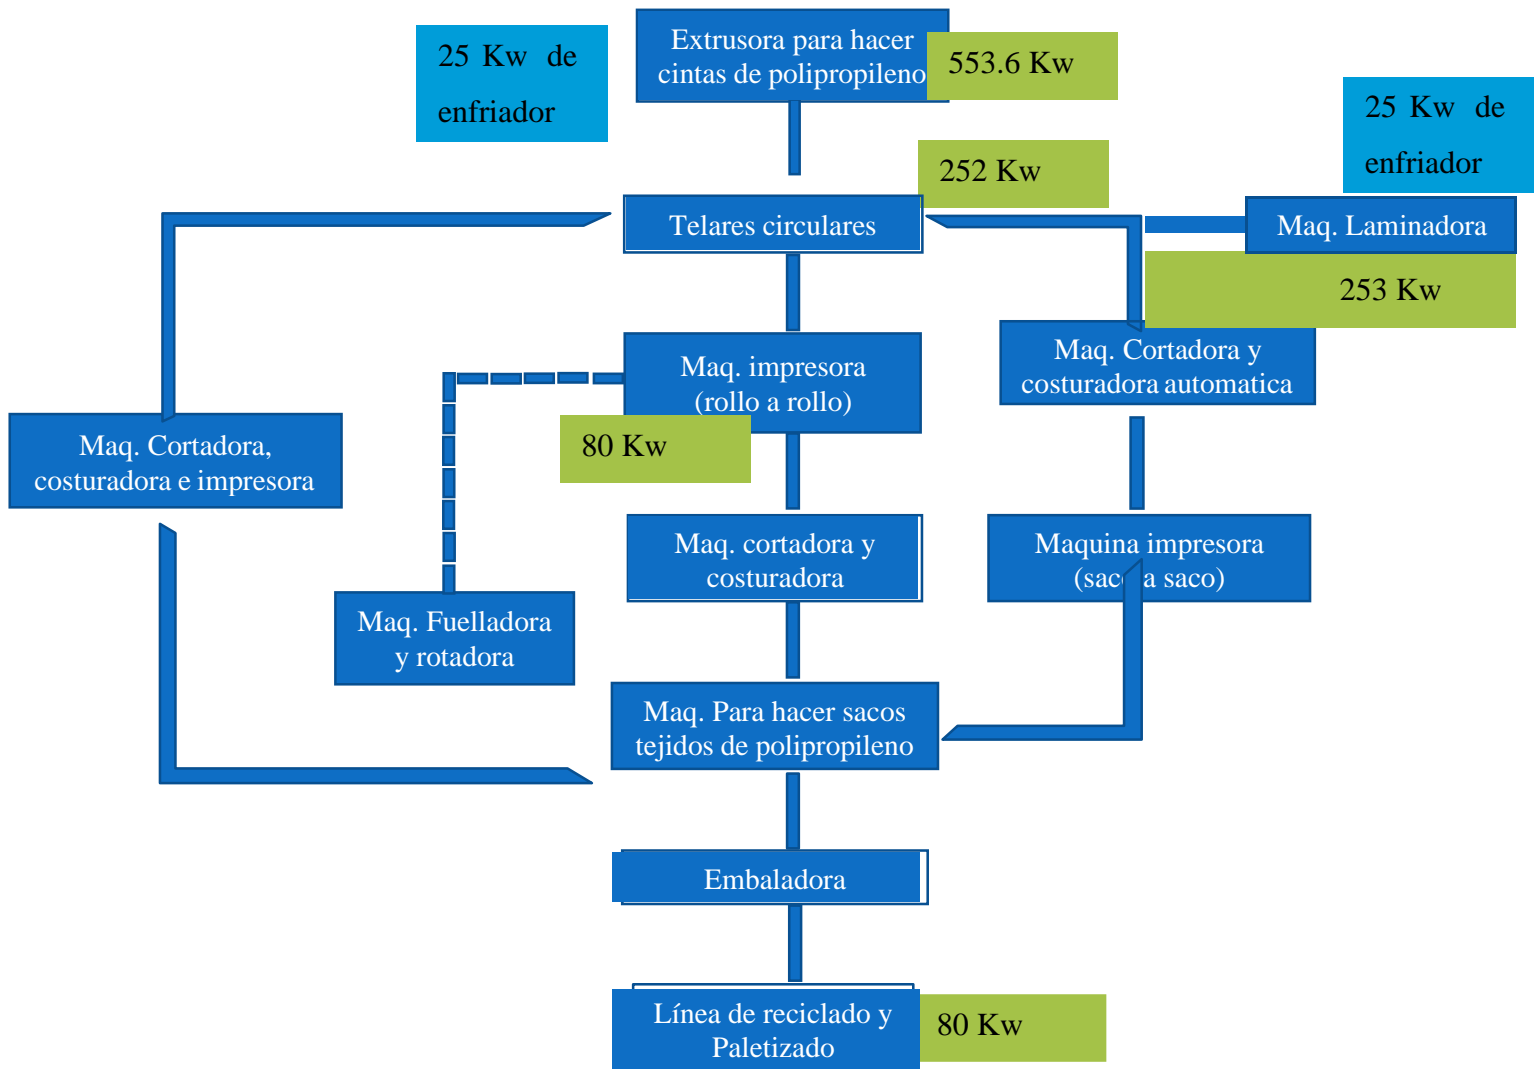 Extrusora para hacer
cintas de polipropileno
553.6 Kw
25 Kw de
enfriador
25 Kw de
enfriador
252 Kw
Telares circulares
Maq. Laminadora
253 Kw
Maq. impresora
(rollo a rollo)
80 Kw
Maq. Cortadora y
costuradora automatica
Maq. Cortadora,
costuradora e impresora
Maq. cortadora y
costuradora
Maquina impresora
(saco a saco)
Maq. Fuelladora
y rotadora
Maq. Para hacer sacos
tejidos de polipropileno
Embaladora
Línea de reciclado y
Paletizado
80 Kw